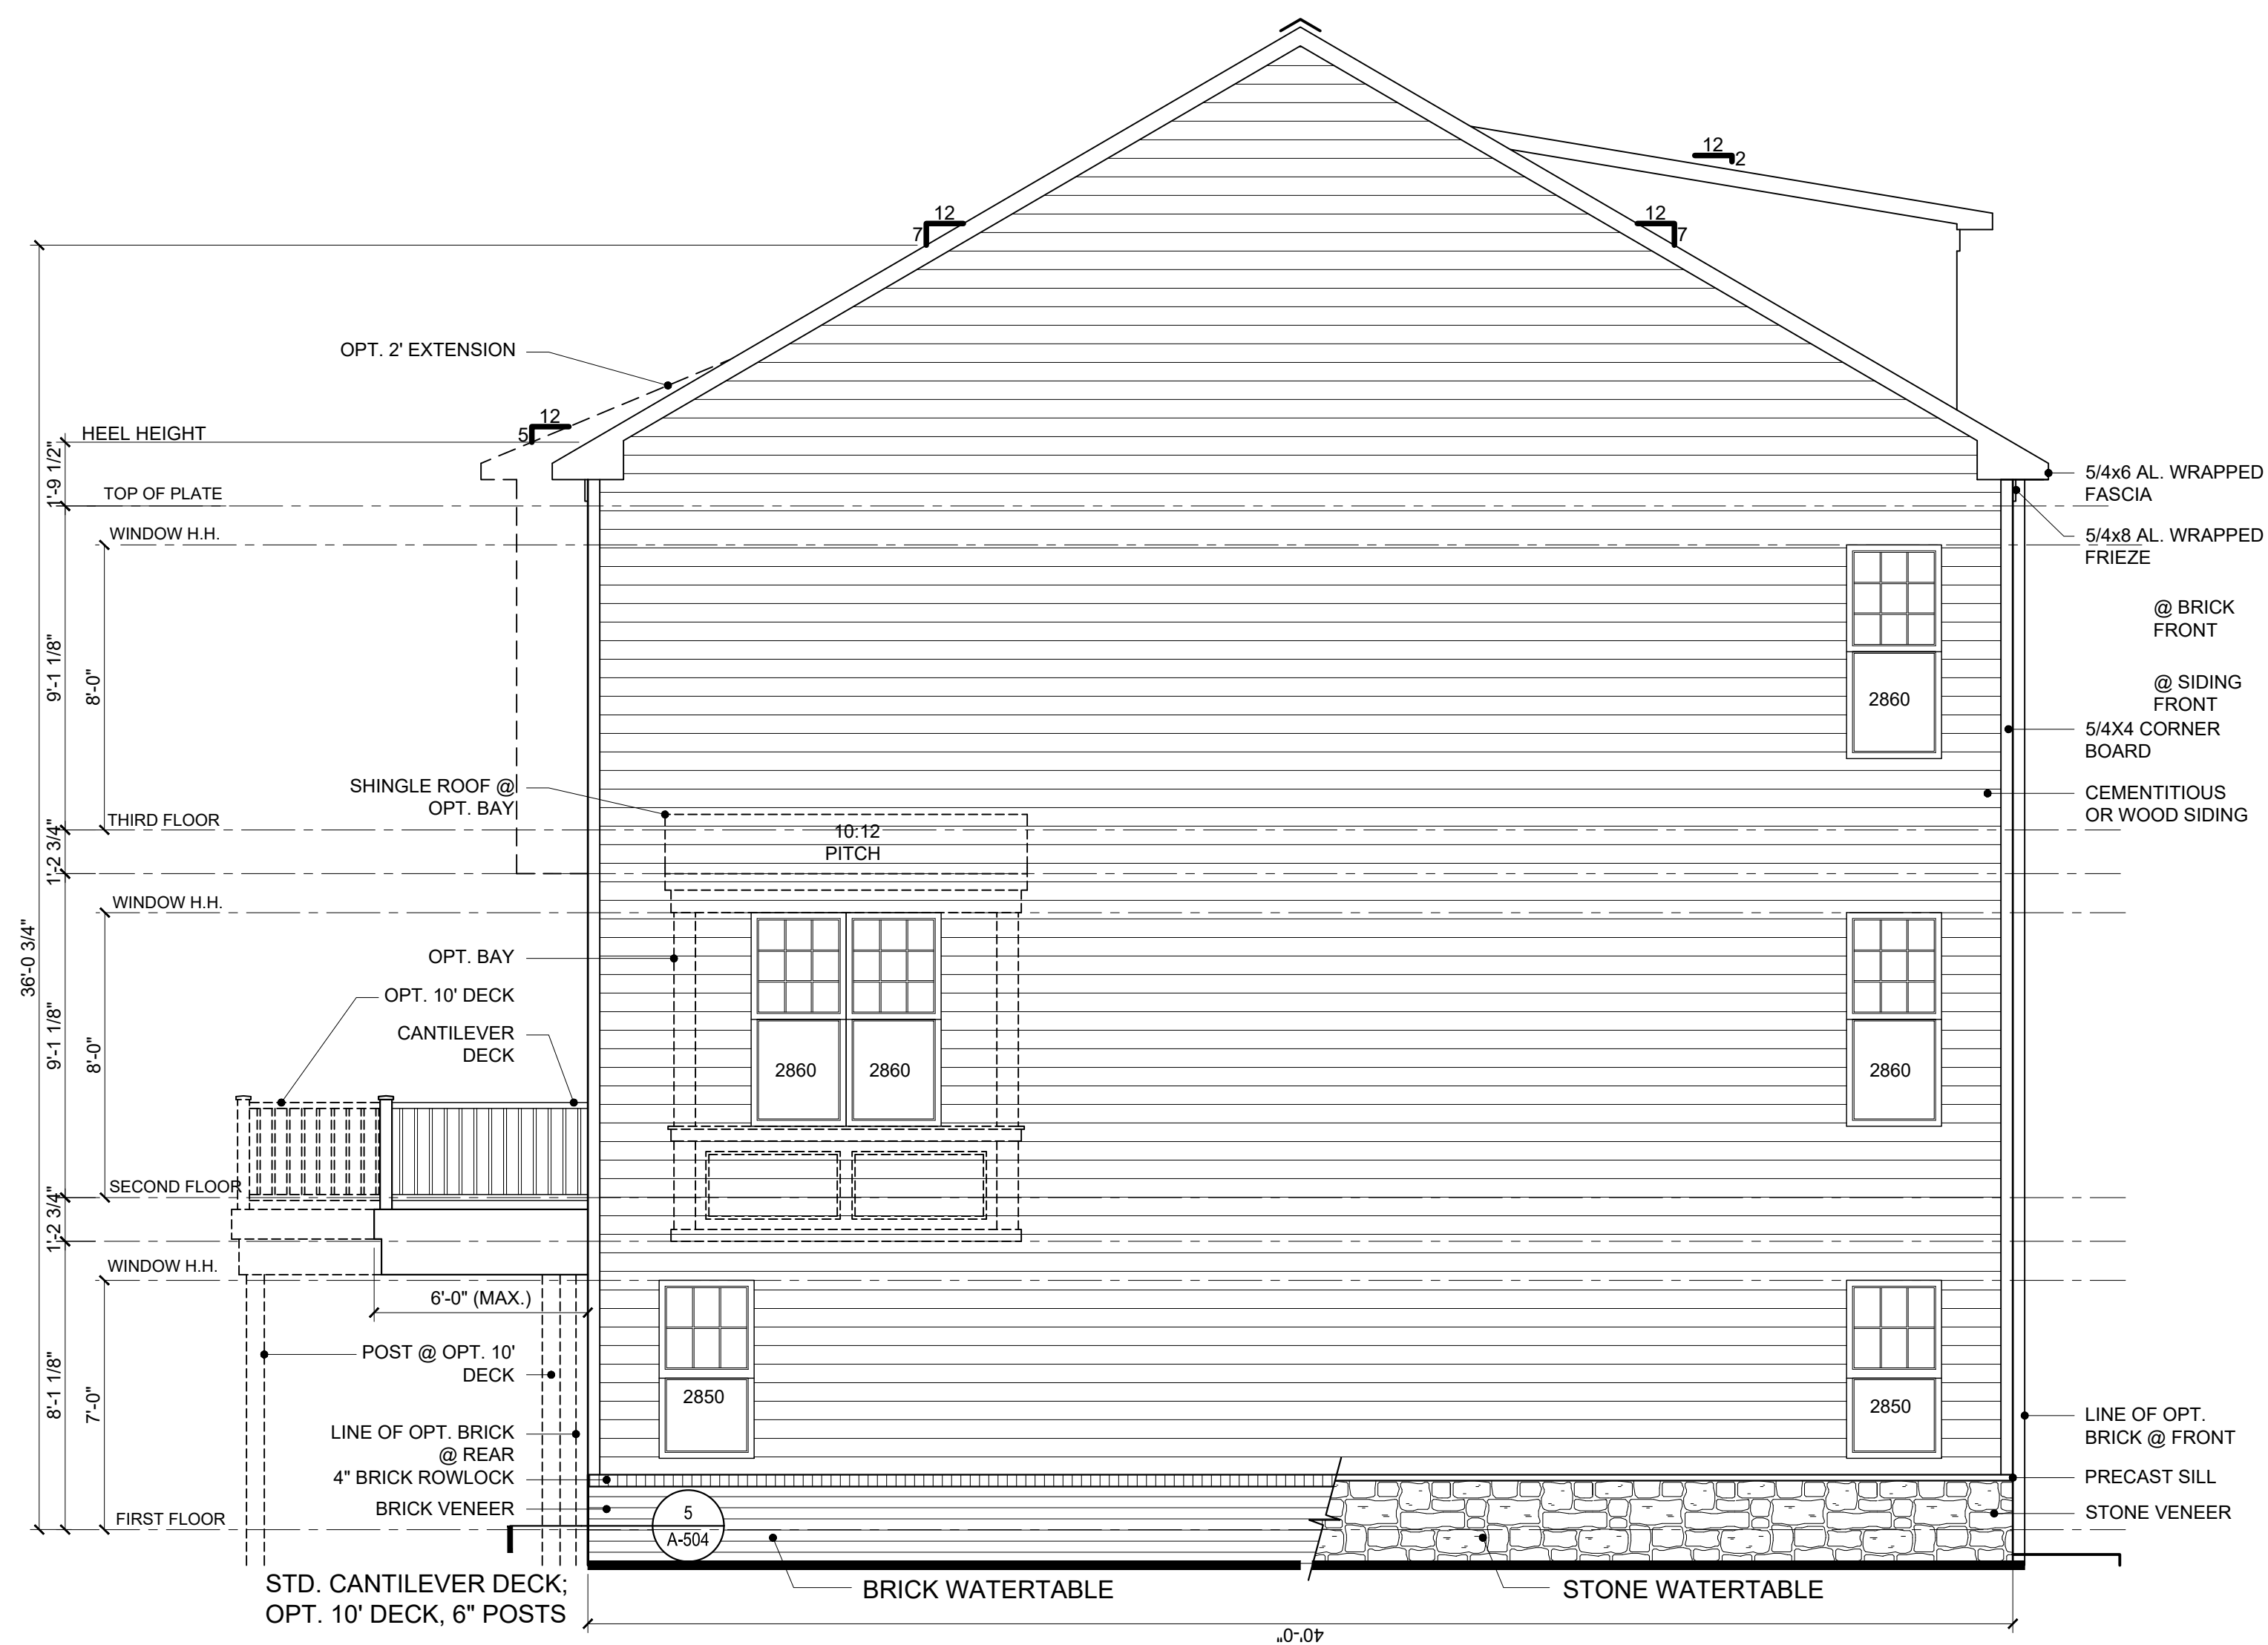 12
2
12
7
12
7
OPT. 2' EXTENSION
12
5
HEEL HEIGHT
1'-9 1/2"
TOP OF PLATE
WINDOW H.H.
5/4x6 AL. WRAPPED
FASCIA
5/4x8 AL. WRAPPED
FRIEZE
@ BRICK
FRONT
@ SIDING
FRONT
5/4X4 CORNER
BOARD
CEMENTITIOUS
OR WOOD SIDING
9'-1 1/8"
8'-0"
2860
SHINGLE ROOF @
OPT. BAY
THIRD FLOOR
10:12
PITCH
1'-2 3/4"
WINDOW H.H.
36'-0 3/4"
OPT. BAY
OPT. 10' DECK
CANTILEVER
DECK
9'-1 1/8"
8'-0"
2860
2860
2860
SECOND FLOOR
1'-2 3/4"
WINDOW H.H.
6'-0" (MAX.)
POST @ OPT. 10'
DECK
8'-1 1/8"
7'-0"
2850
2850
LINE OF OPT. BRICK
@ REAR
4" BRICK ROWLOCK
BRICK VENEER
LINE OF OPT.
BRICK @ FRONT
PRECAST SILL
STONE VENEER
FIRST FLOOR
5
A-504
STD. CANTILEVER DECK;
OPT. 10' DECK, 6" POSTS
BRICK WATERTABLE
STONE WATERTABLE
40'-0"